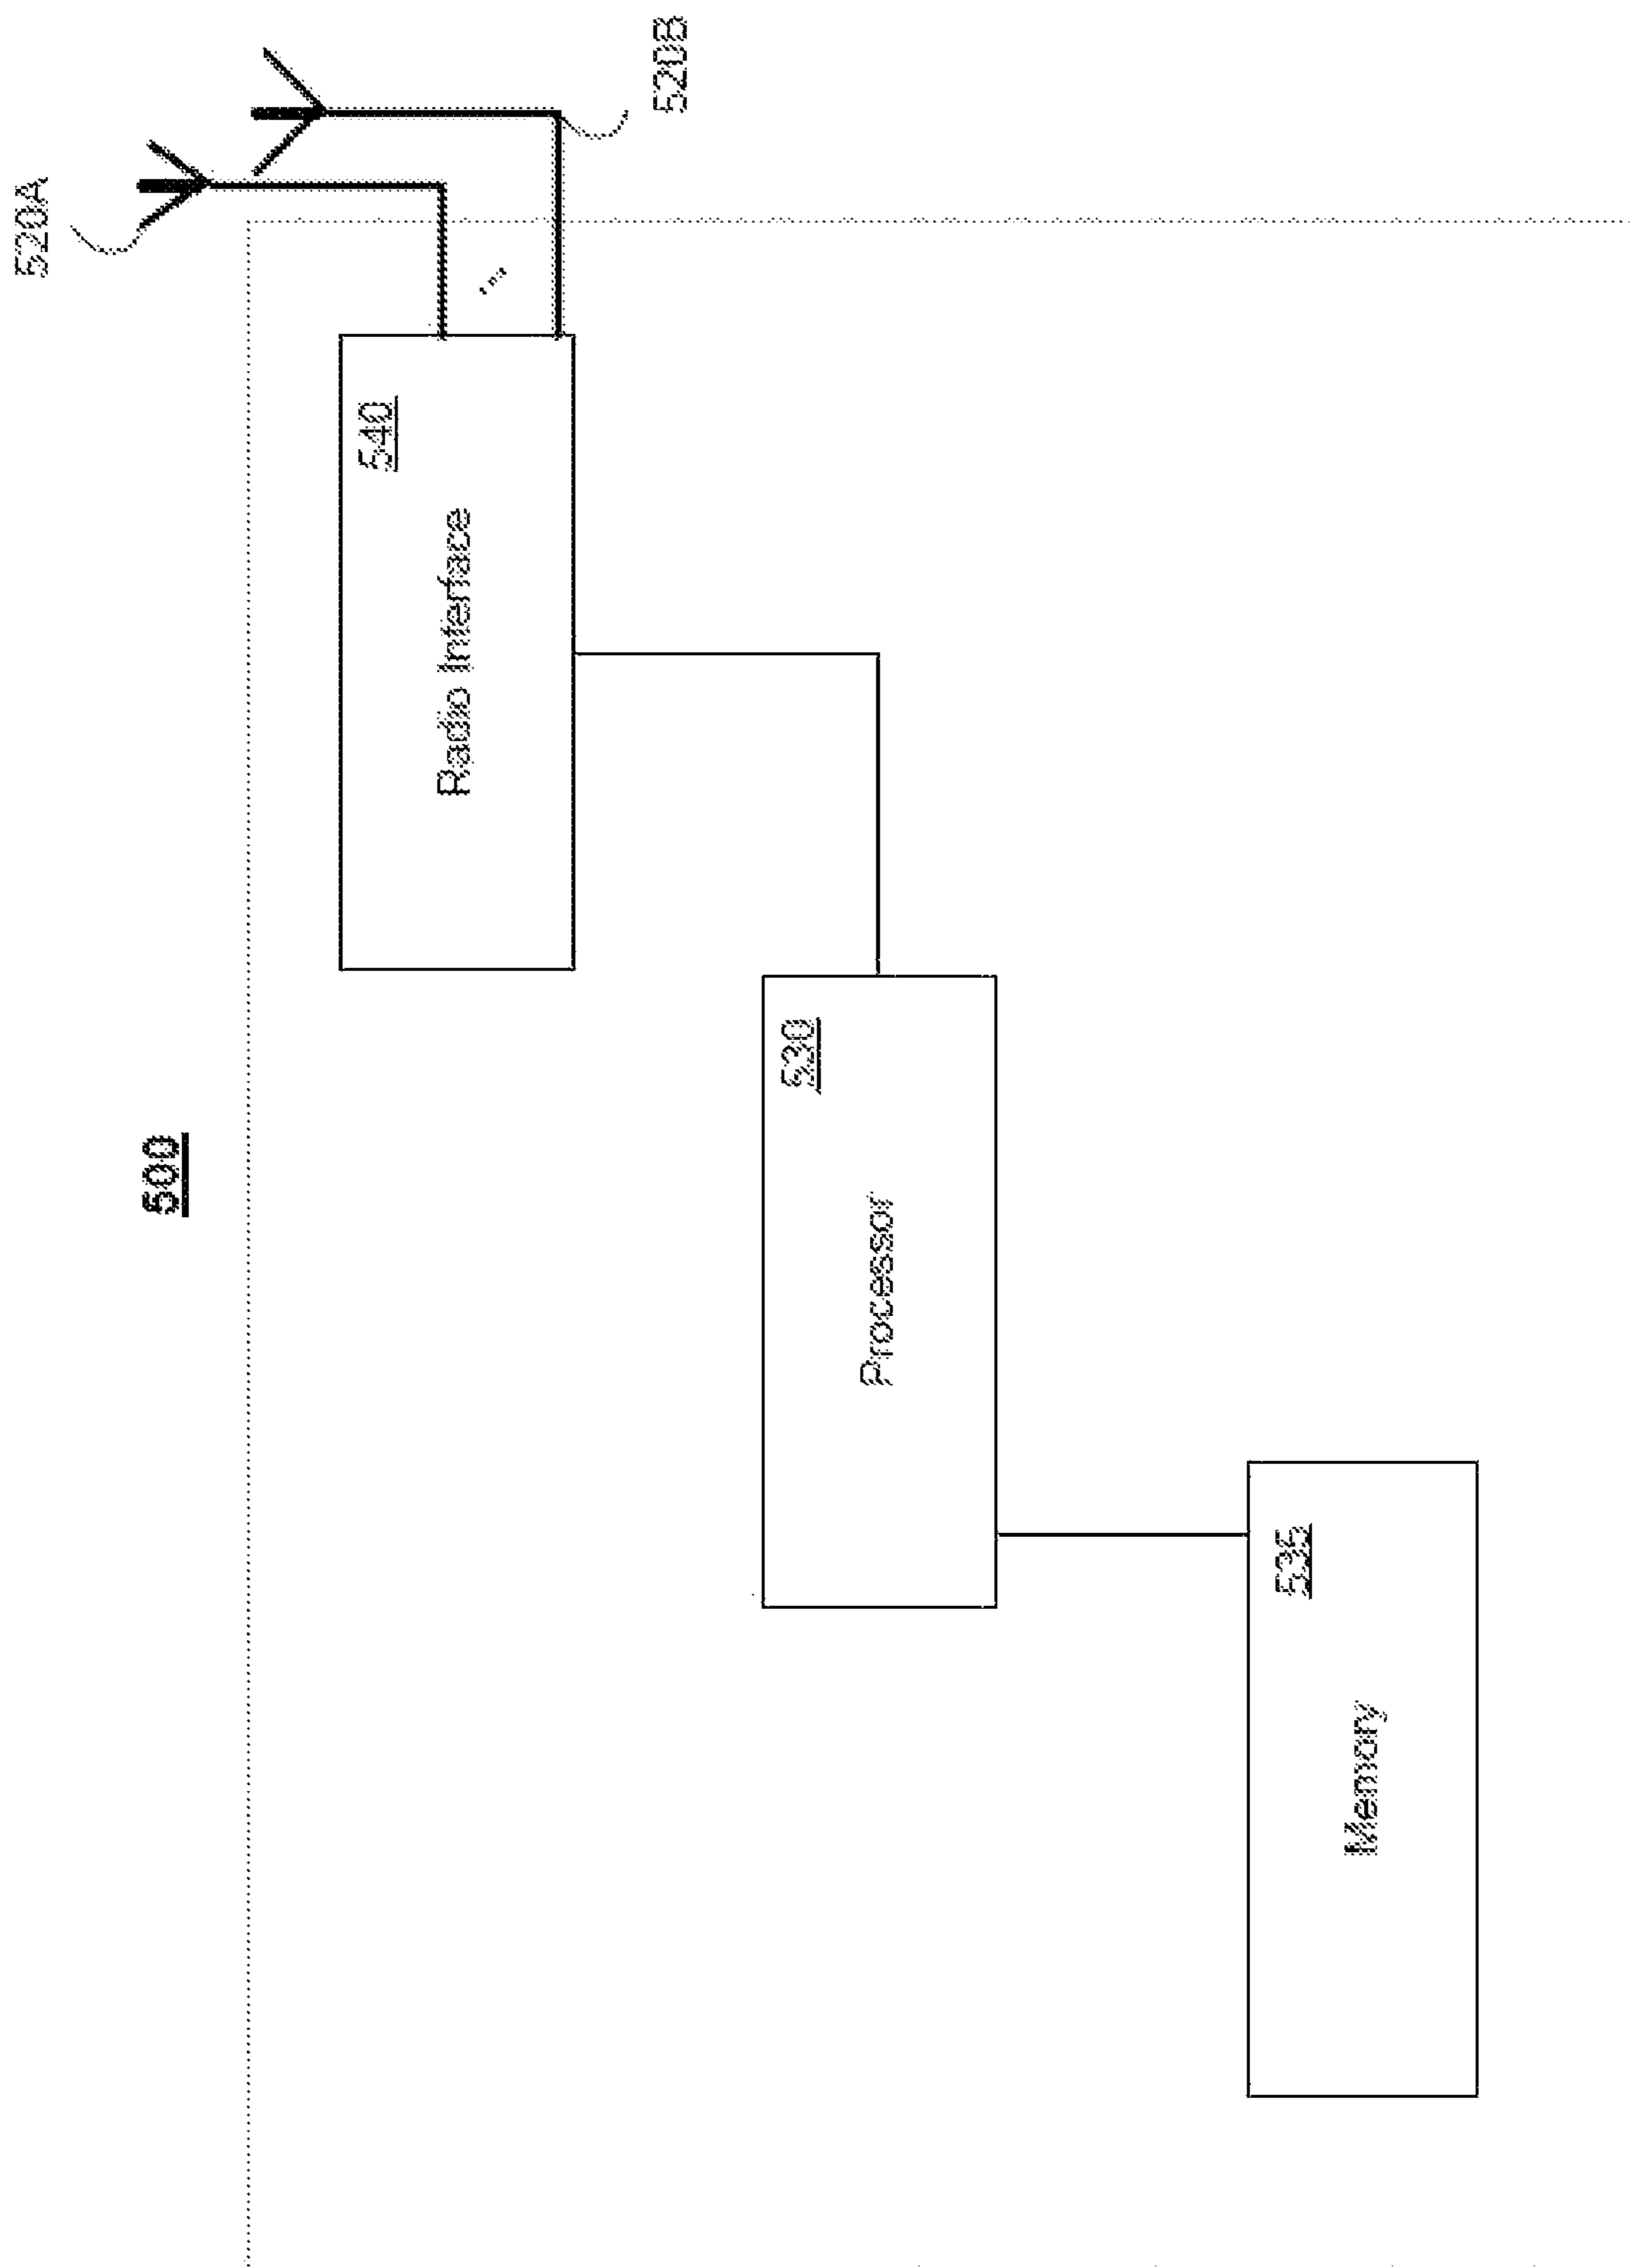 500
520A
520B
540
Radio Interface
...
530
Processor
535
Memory